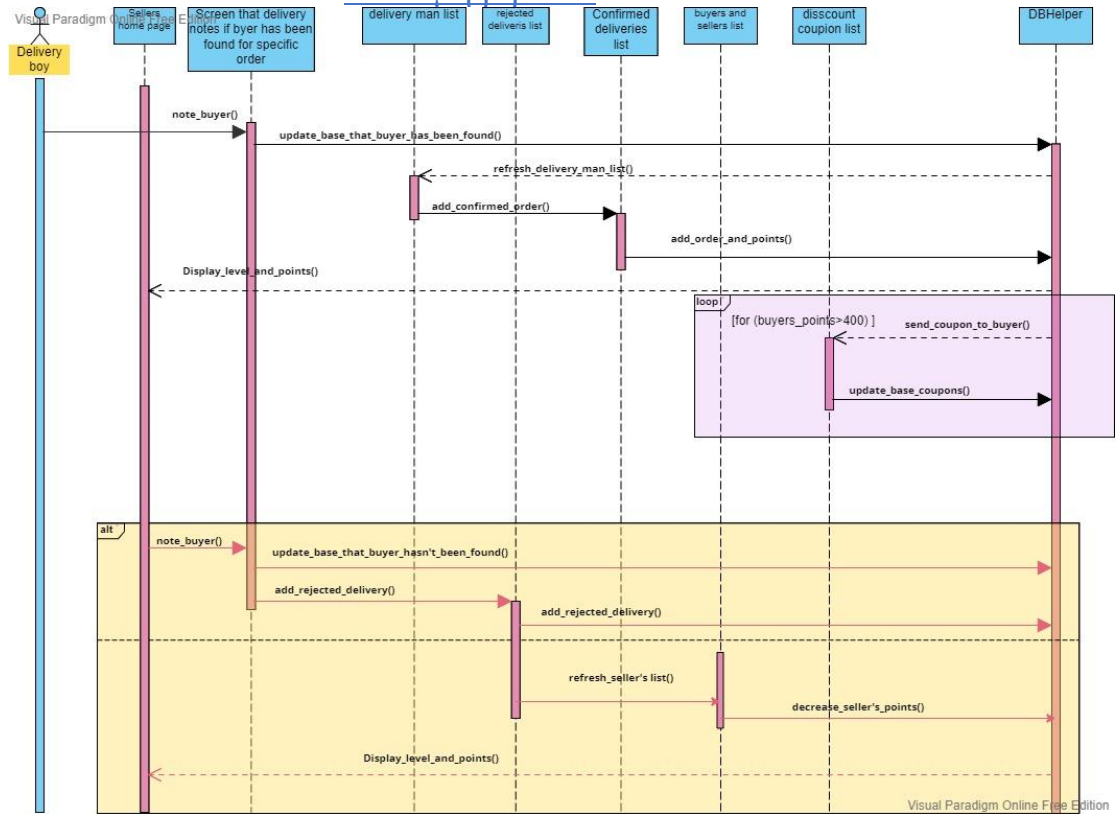 Visual Paradigm Online Free Edition
Delivery
boy
Sellers
home page
Screen that delivery
notes if byer has been
found for specific
order
delivery man list
rejected
deliveris list
Confirmed
deliveries
list
buyers and
sellers list
disscount
coupon list
DBHelper
note_buyer()
update_base_that_buyer_has_been_found()
refresh_delivery_man_list()
add_confirmed_order()
add_order_and_points()
Display_level_and_points()
loop
[for (buyers_points>400) ]
send_coupon_to_buyer()
update_base_coupons()
alt
note_buyer()
update_base_that_buyer_hasn't_been_found()
add_rejected_delivery()
add_rejected_delivery()
refresh_seller's list()
decrease_seller's_points()
Display_level_and_points()
Visual Paradigm Online Free Edition